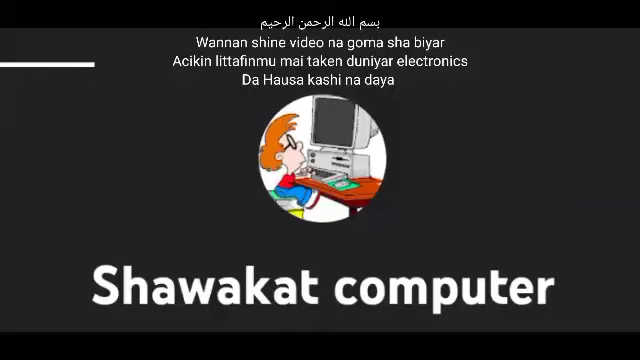 بسم الله الرحمن الرحيم
Wannan shine video na goma sha biyar
Acikin littafinmu mai taken duniyar electronics
Da Hausa kashi na daya
Shawakat computer